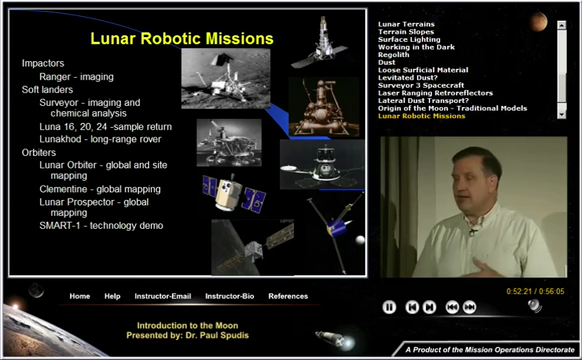 Lunar Robotic Missions
Impactors
Ranger - imaging
Soft landers
Surveyor - imaging and
chemical analysis
Luna 16, 20, 24 -sample return
Lunakhod - long-range rover
Orbiters
Lunar Orbiter - global and site
mapping
Clementine - global mapping
Lunar Prospector - global
mapping
SMART-1 - technology demo
Lunar Terrains
Terrain Slopes
Surface Lighting
Working in the Dark
Regolith
Dust
Loose Surficial Material
Levitated Dust?
Surveyor 3 Spacecraft
Laser Ranging Retroreflectors
Lateral Dust Transport?
Origin of the Moon - Traditional Models
Lunar Robotic Missions
0:52:21 / 0:56:05
Home Help Instructor-Email Instructor-Bio References
Introduction to the Moon
Presented by: Dr. Paul Spudis
A Product of the Mission Operations Directorate